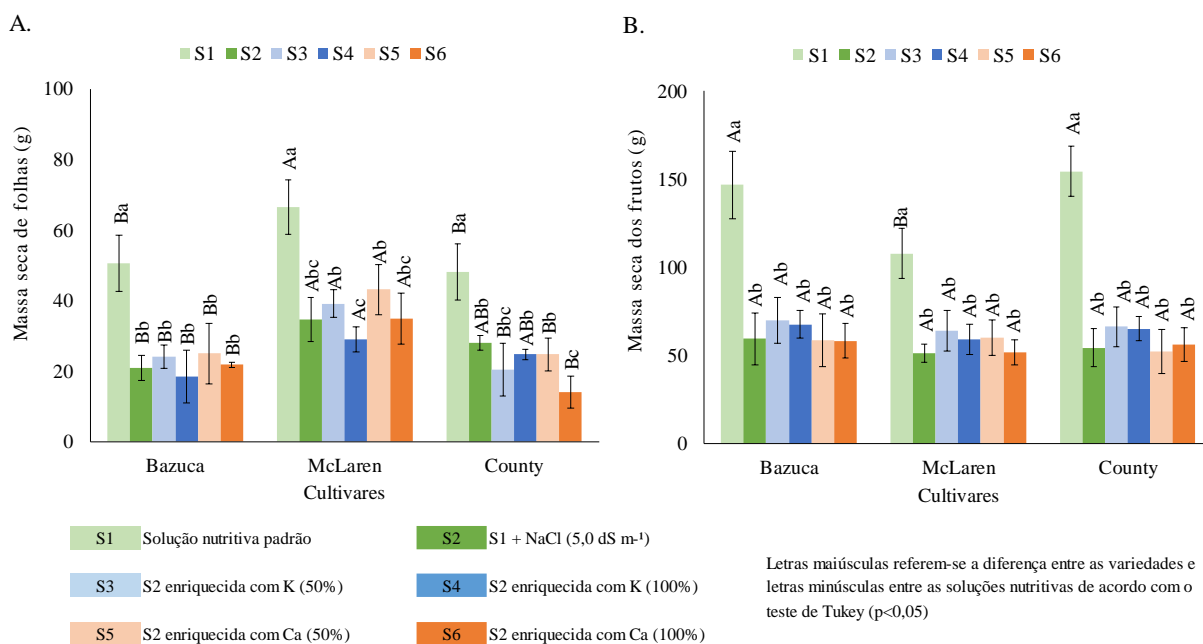 A.
S1 S2 S3 S4 S5 S6
Massa seca de folhas (g)
100
80
60
40
20
0
Ba Bb Bb Bb Bb Bb
Aa Abc Ab Ac Ab Abc
Ba ABb Bbc ABb Bb Bc
Bazuca McLaren County
Cultivares
B.
S1 S2 S3 S4 S5 S6
Massa seca dos frutos (g)
200
150
100
50
0
Aa Ab Ab Ab Ab Ab
Ba Ab Ab Ab Ab Ab
Aa Ab Ab Ab Ab Ab
Bazuca McLaren County
Cultivares
S1 Solução nutritiva padrão
S2 S1 + NaCl (5,0 dS m⁻¹)
S3 S2 enriquecida com K (50%)
S4 S2 enriquecida com K (100%)
S5 S2 enriquecida com Ca (50%)
S6 S2 enriquecida com Ca (100%)
Letras maiúsculas referem-se a diferença entre as variedades e
letras minúsculas entre as soluções nutritivas de acordo com o
teste de Tukey (p<0,05)